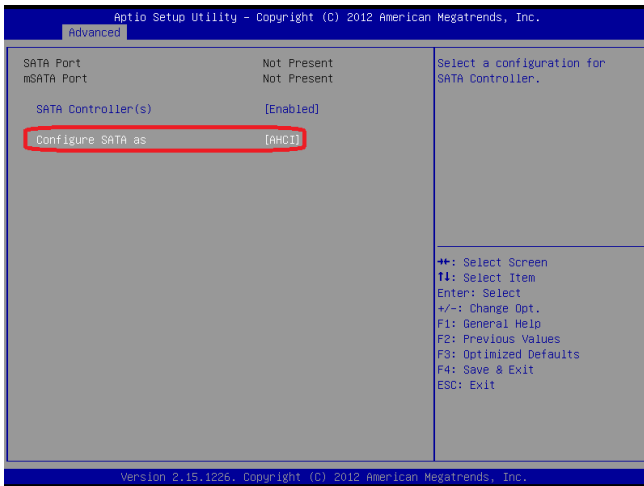 Aptio Setup Utility – Copyright (C) 2012 American Megatrends, Inc.
Advanced
SATA Port Not Present
mSATA Port Not Present
SATA Controller(s) [Enabled]
Configure SATA as [AHCI]
Select a configuration for
SATA Controller.
→←: Select Screen
↑↓: Select Item
Enter: Select
+/-: Change Opt.
F1: General Help
F2: Previous Values
F3: Optimized Defaults
F4: Save & Exit
ESC: Exit
Version 2.15.1226. Copyright (C) 2012 American Megatrends, Inc.